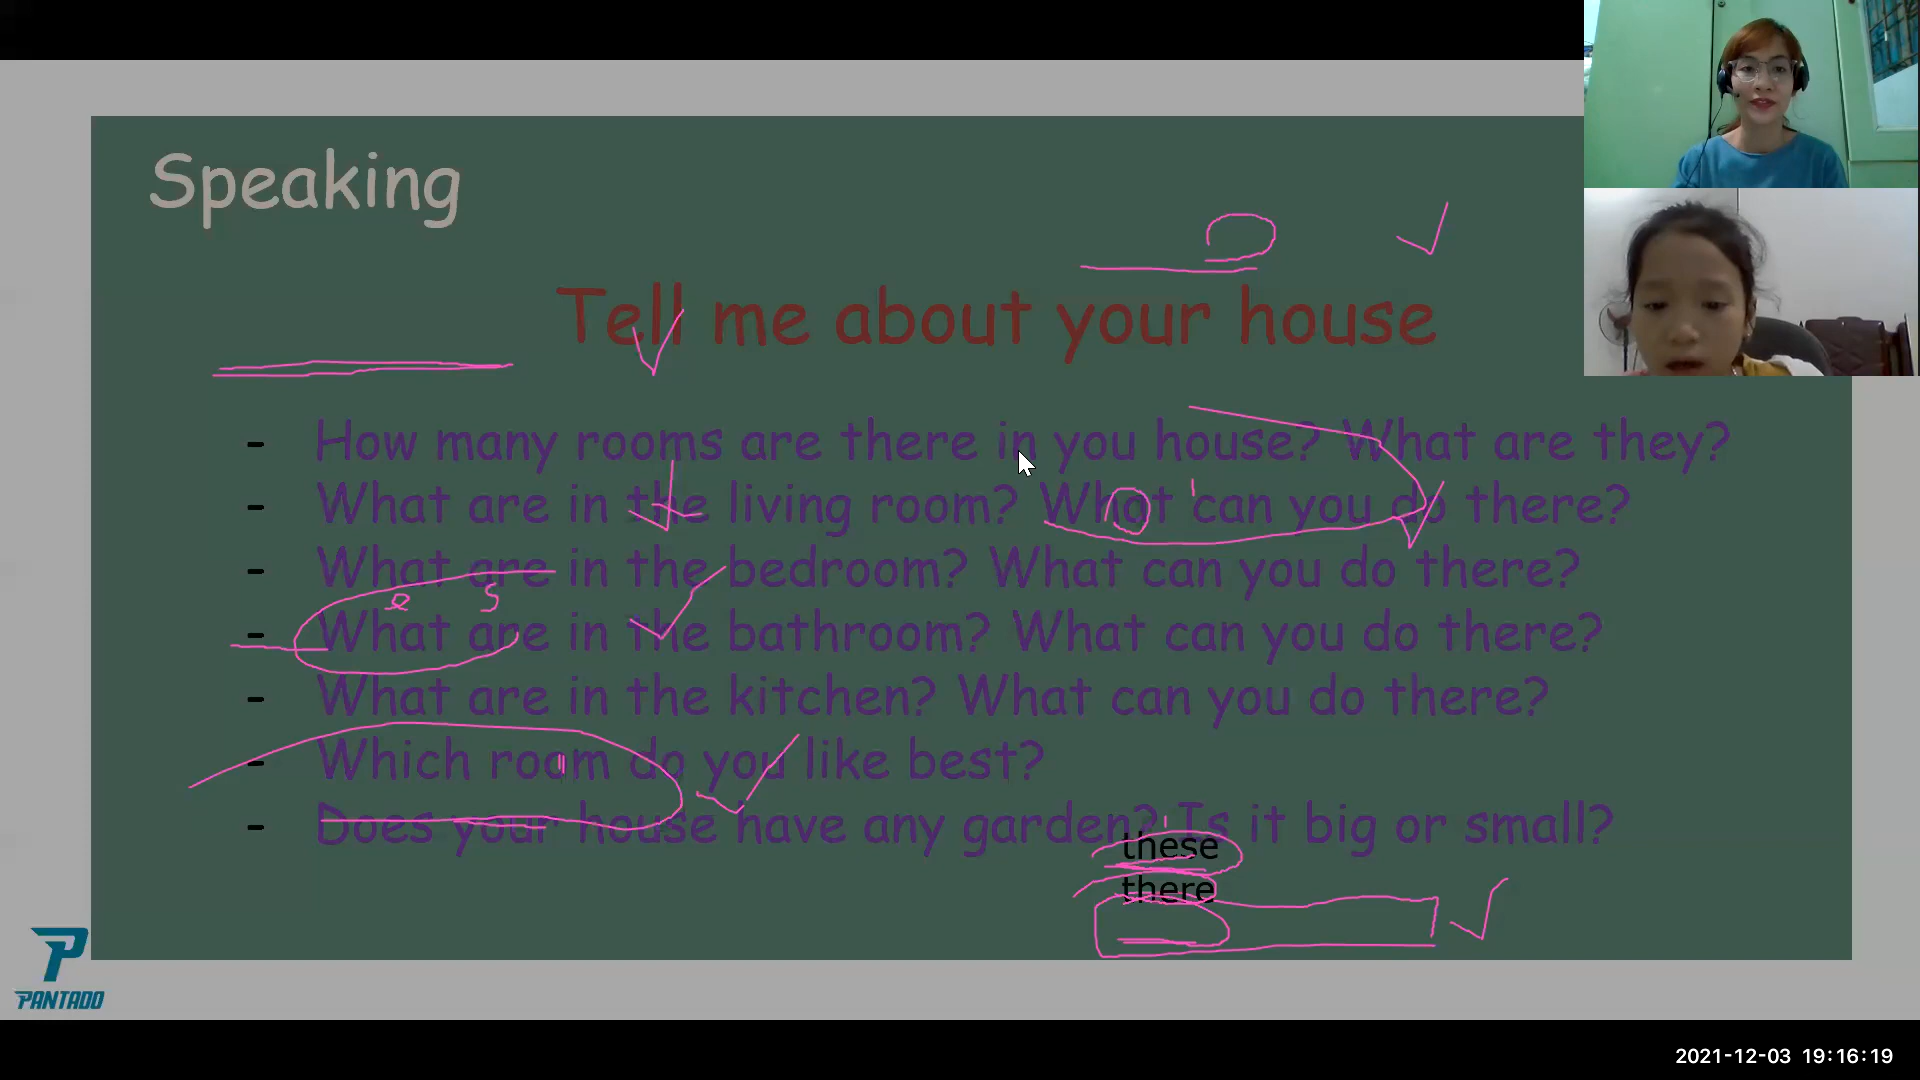 Speaking
Tell me about your house
- How many rooms are there in you house? What are they?
- What are in the living room? What can you do there?
- What are in the bedroom? What can you do there?
e s
- What are in the bathroom? What can you do there?
- What are in the kitchen? What can you do there?
- Which room do you like best?
- Does your house have any garden? Is it big or small?
these
there
PANTADO
2021-12-03 19:16:19